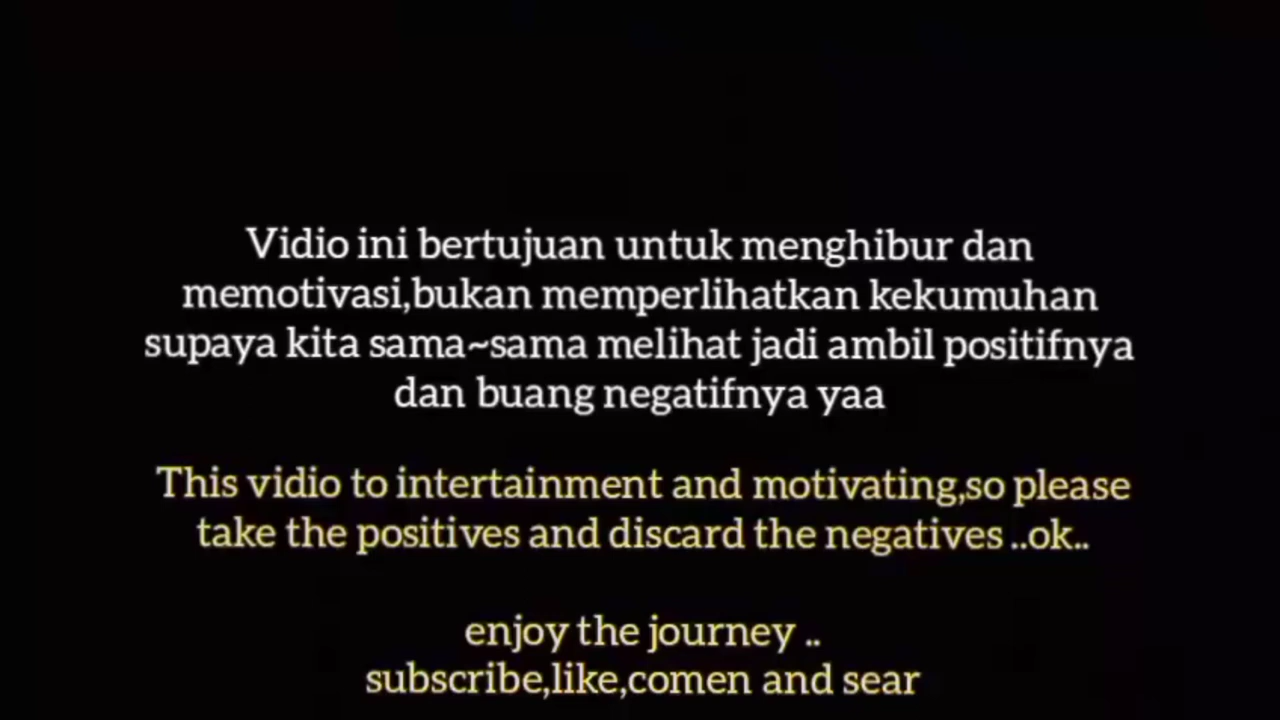 Vidio ini bertujuan untuk menghibur dan
memotivasi,bukan memperlihatkan kekumuhan
supaya kita sama~sama melihat jadi ambil positifnya
dan buang negatifnya yaa
This vidio to intertainment and motivating,so please
take the positives and discard the negatives ..ok..
enjoy the journey ..
subscribe,like,comen and sear